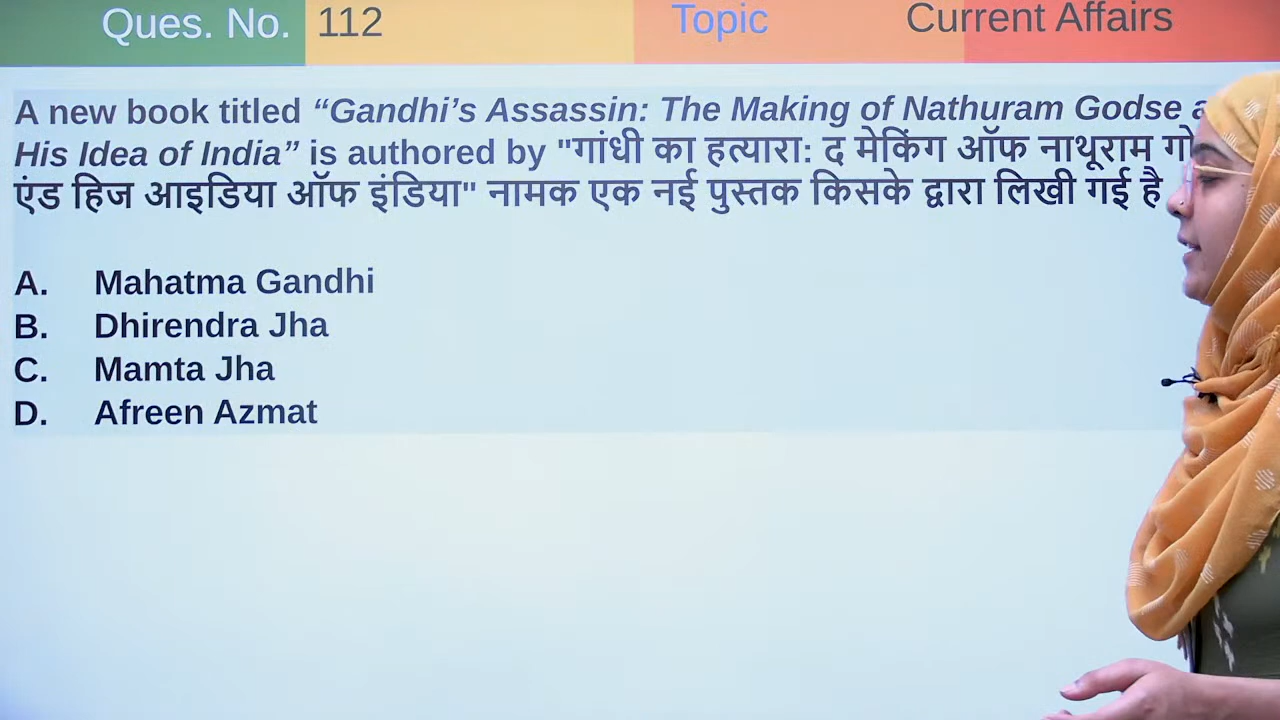 Ques. No. 112 Topic Current Affairs
A new book titled “Gandhi’s Assassin: The Making of Nathuram Godse
His Idea of India” is authored by "गांधी का हत्यारा: द मेकिंग ऑफ नाथूराम
एंड हिज आइडिया ऑफ इंडिया" नामक एक नई पुस्तक किसके द्वारा लिखी गई है
A. Mahatma Gandhi
B. Dhirendra Jha
C. Mamta Jha
D. Afreen Azmat